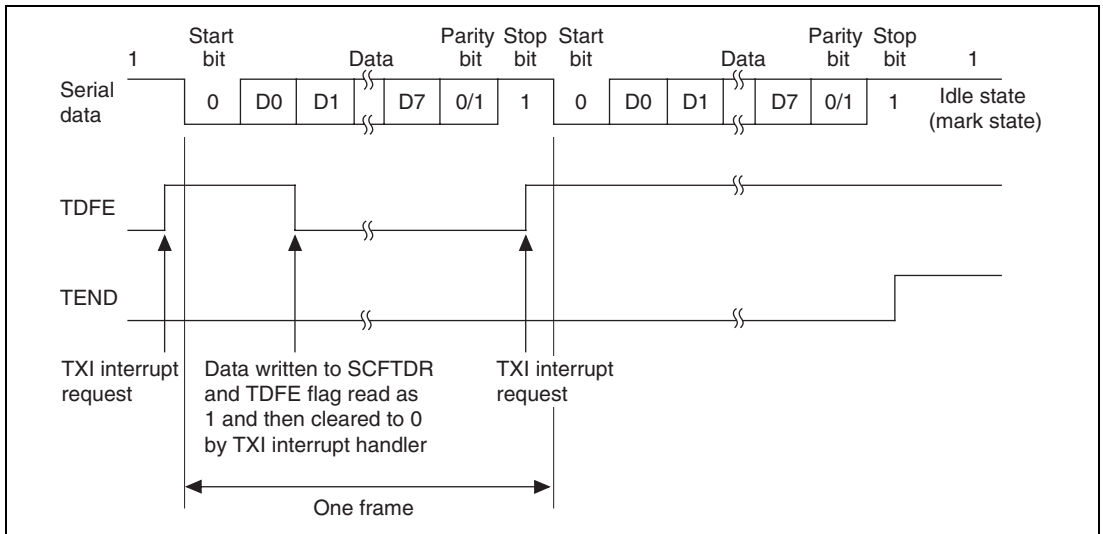 Start Parity Stop Start Parity Stop
1 bit Data bit bit bit Data bit bit 1
Serial
data
0 D0 D1 D7 0/1 1 0 D0 D1 D7 0/1 1
Idle state
(mark state)
TDFE
TEND
TXI interrupt
request
Data written to SCFTDR
and TDFE flag read as
1 and then cleared to 0
by TXI interrupt handler
TXI interrupt
request
One frame